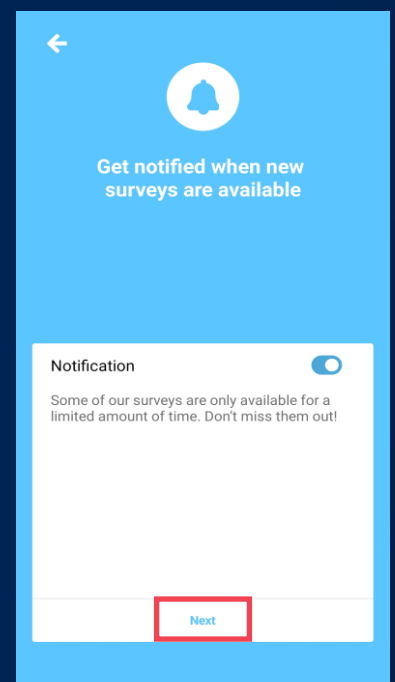 Get notified when new
surveys are available
Notification
Some of our surveys are only available for a
limited amount of time. Don't miss them out!
Next